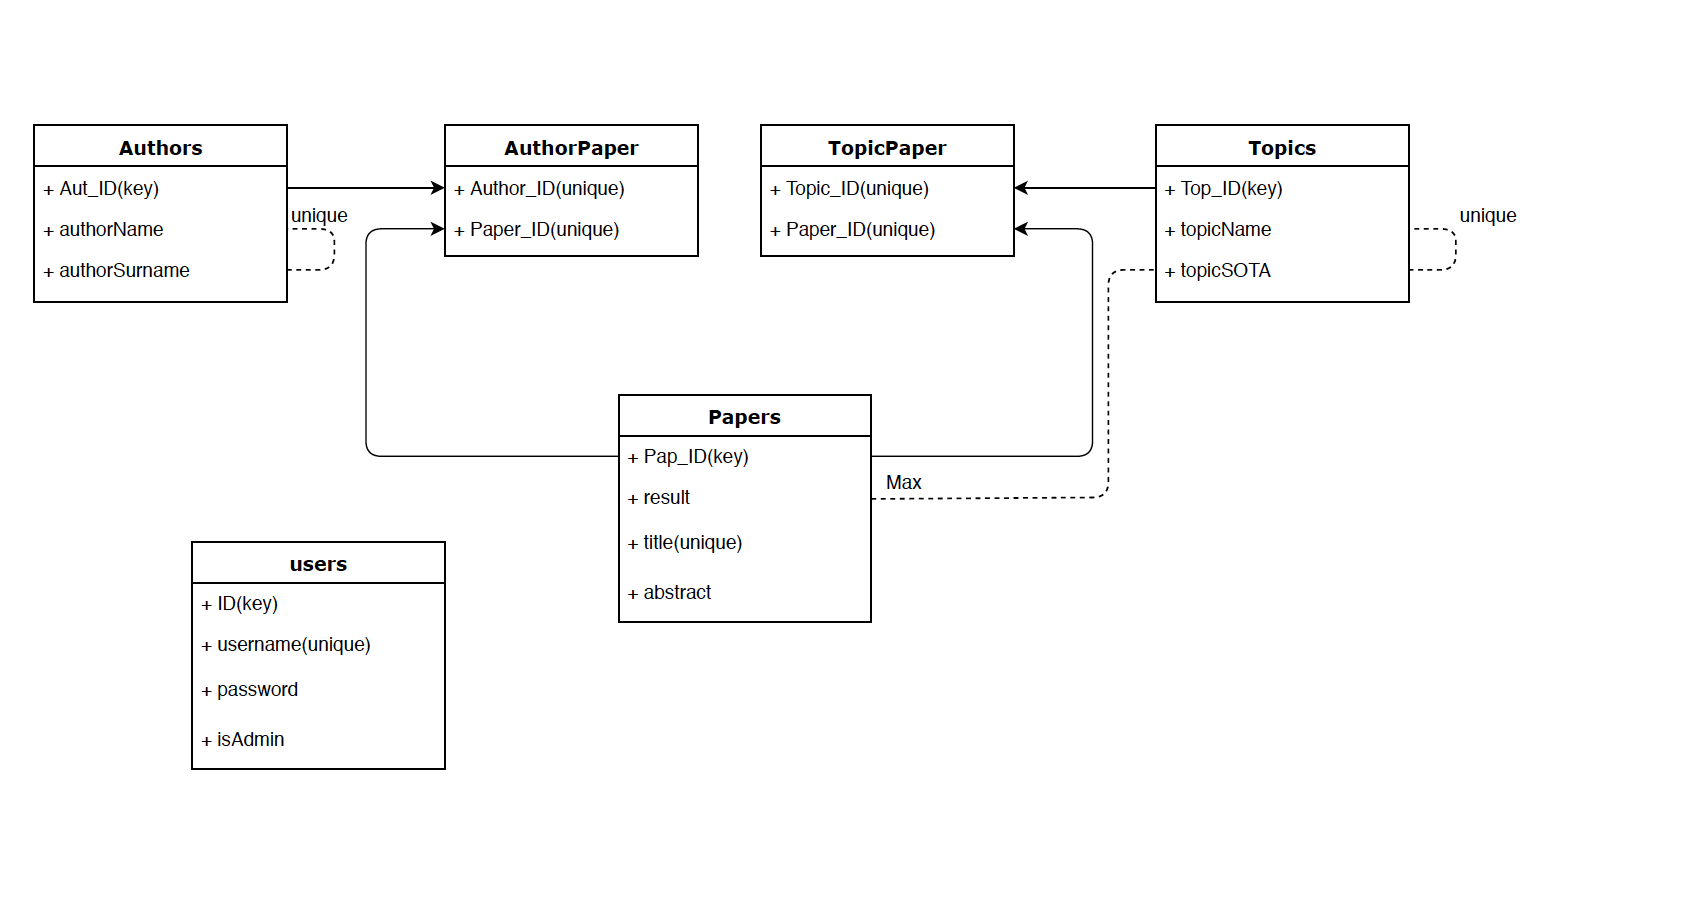 Authors
+ Aut_ID(key)
+ authorName
+ authorSurname
unique
AuthorPaper
+ Author_ID(unique)
+ Paper_ID(unique)
TopicPaper
+ Topic_ID(unique)
+ Paper_ID(unique)
Topics
+ Top_ID(key)
+ topicName
+ topicSOTA
unique
Papers
+ Pap_ID(key)
+ result
+ title(unique)
+ abstract
Max
users
+ ID(key)
+ username(unique)
+ password
+ isAdmin